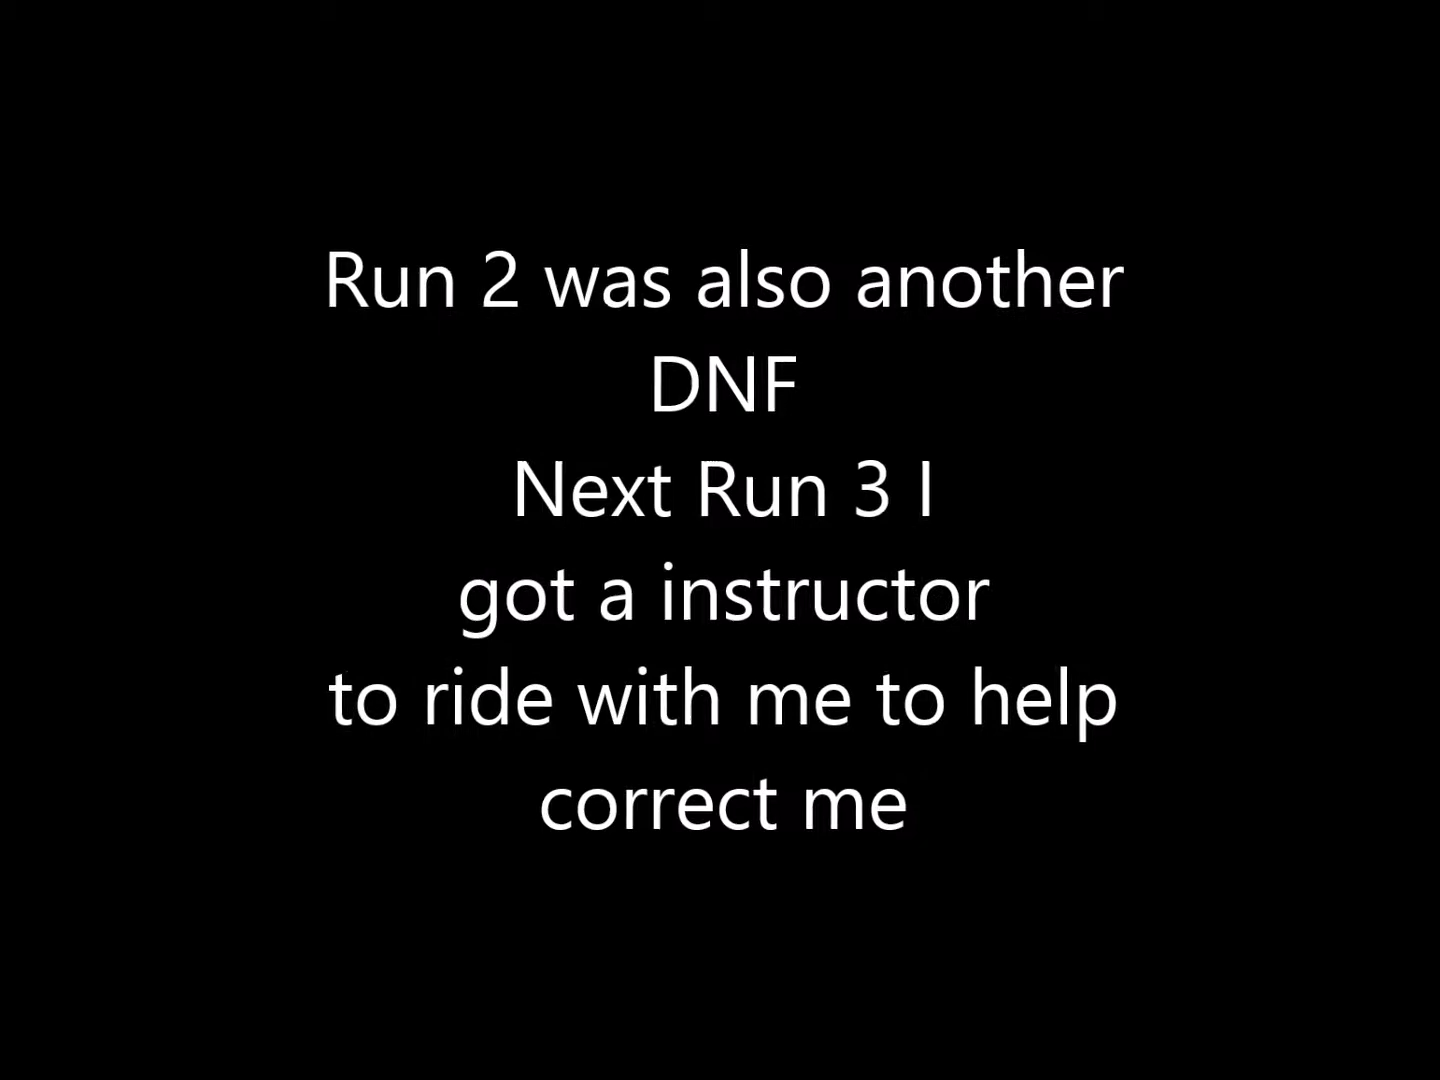 Run 2 was also another
DNF
Next Run 3 I
got a instructor
to ride with me to help
correct me